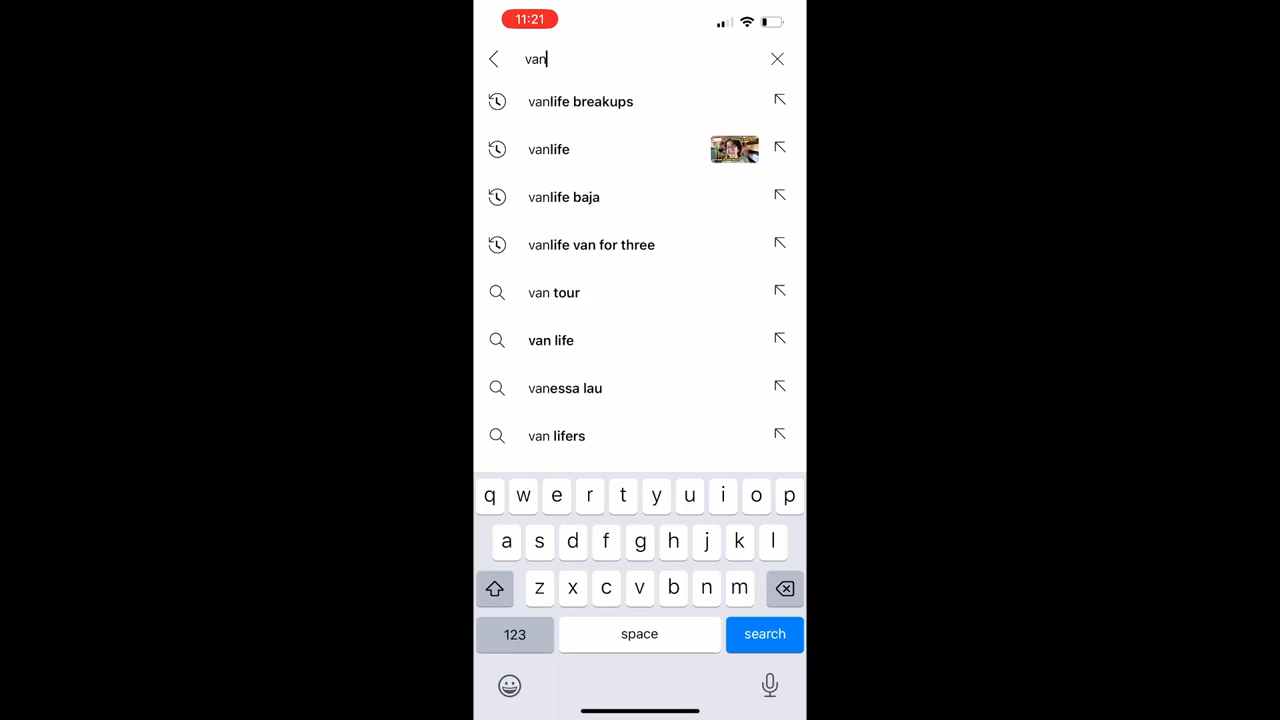 11:21
van
vanlife breakups
vanlife
vanlife baja
vanlife van for three
van tour
van life
vanessa lau
van lifers
q w e r t y u i o p
a s d f g h j k l
z x c v b n m
123 space search